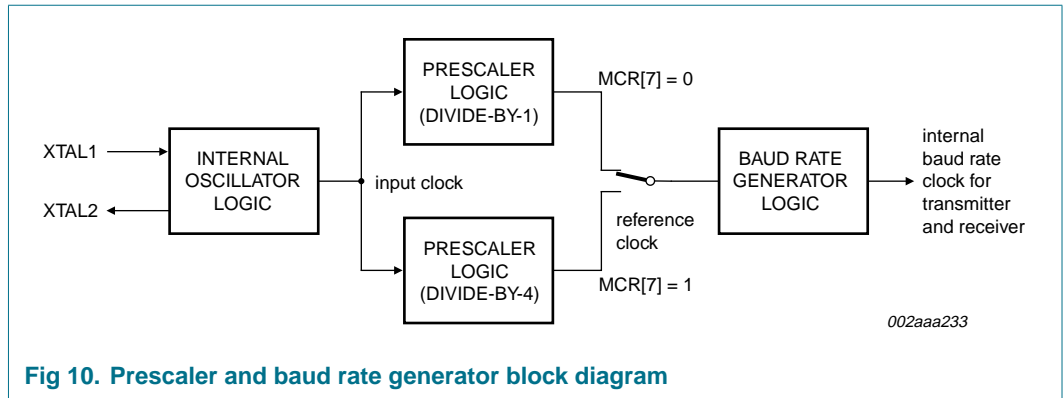 XTAL1
XTAL2
INTERNAL
OSCILLATOR
LOGIC
input clock
PRESCALER
LOGIC
(DIVIDE-BY-1)
MCR[7] = 0
PRESCALER
LOGIC
(DIVIDE-BY-4)
MCR[7] = 1
reference
clock
BAUD RATE
GENERATOR
LOGIC
internal
baud rate
clock for
transmitter
and receiver
002aaa233
Fig 10. Prescaler and baud rate generator block diagram